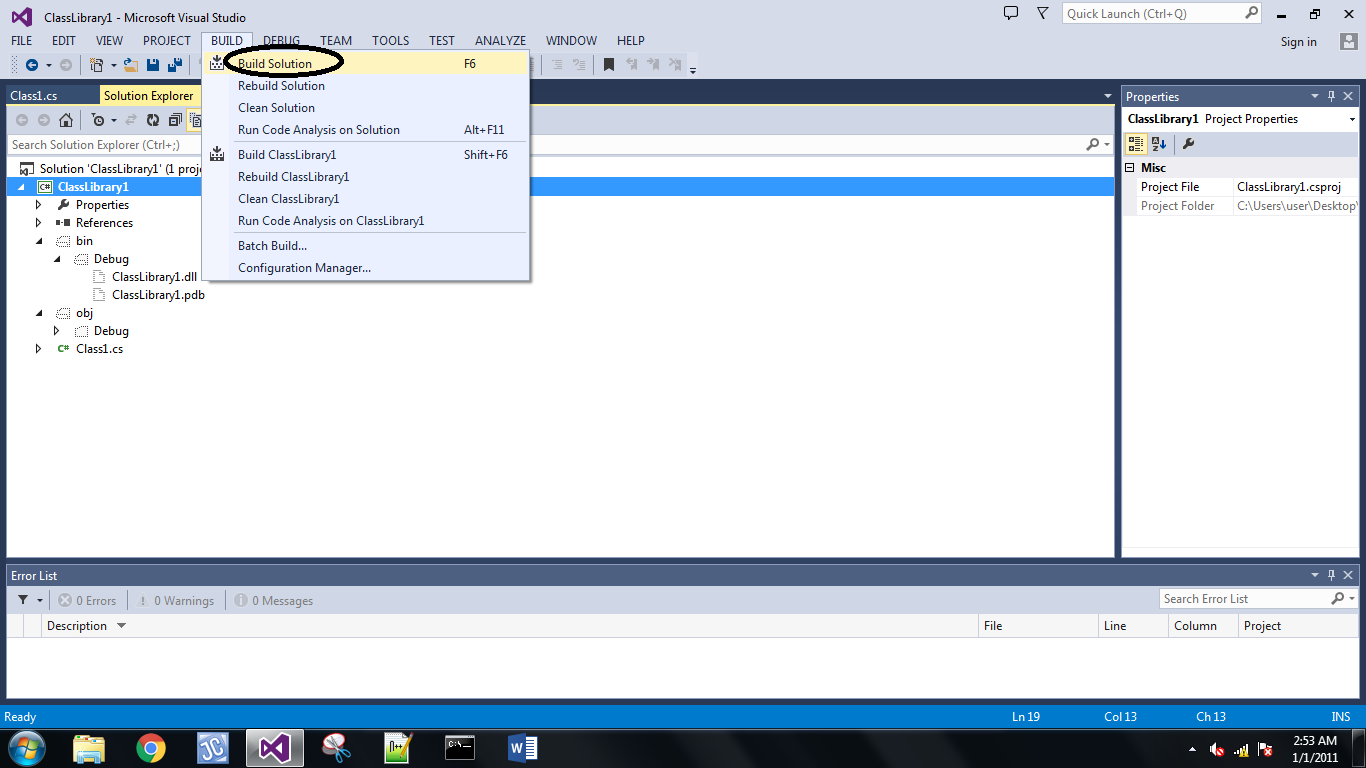 ClassLibrary1 - Microsoft Visual Studio
Quick Launch (Ctrl+Q)
FILE EDIT VIEW PROJECT BUILD DEBUG TEAM TOOLS TEST ANALYZE WINDOW HELP
Sign in
Build Solution F6
Rebuild Solution
Clean Solution
Run Code Analysis on Solution Alt+F11
Build ClassLibrary1 Shift+F6
Rebuild ClassLibrary1
Clean ClassLibrary1
Run Code Analysis on ClassLibrary1
Batch Build...
Configuration Manager...
Class1.cs Solution Explorer
Search Solution Explorer (Ctrl+;)
Solution 'ClassLibrary1' (1 proj
C# ClassLibrary1
Properties
References
bin
Debug
ClassLibrary1.dll
ClassLibrary1.pdb
obj
Debug
C# Class1.cs
Properties
ClassLibrary1 Project Properties
Misc
Project File ClassLibrary1.csproj
Project Folder C:\Users\user\Desktop\
Error List
0 Errors 0 Warnings 0 Messages
Search Error List
Description File Line Column Project
Ready Ln 19 Col 13 Ch 13 INS
2:53 AM
1/1/2011